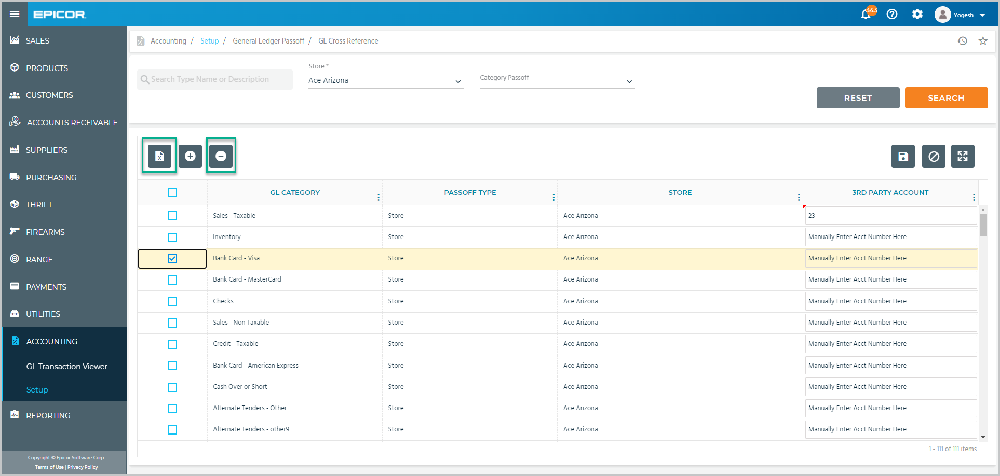 EPICOR
343
Yogesh
SALES
PRODUCTS
CUSTOMERS
ACCOUNTS RECEIVABLE
SUPPLIERS
PURCHASING
THRIFT
FIREARMS
RANGE
PAYMENTS
UTILITIES
ACCOUNTING
GL Transaction Viewer
Setup
REPORTING
Copyright © Epicor Software Corp.
Terms of Use | Privacy Policy
Accounting / Setup / General Ledger Passoff / GL Cross Reference
Search Type Name or Description
Store *
Ace Arizona
Category Passoff
RESET
SEARCH
X
GL CATEGORY PASSOFF TYPE STORE 3RD PARTY ACCOUNT
Sales - Taxable Store Ace Arizona 23
Inventory Store Ace Arizona Manually Enter Acct Number Here
Bank Card - Visa Store Ace Arizona Manually Enter Acct Number Here
Bank Card - MasterCard Store Ace Arizona Manually Enter Acct Number Here
Checks Store Ace Arizona Manually Enter Acct Number Here
Sales - Non Taxable Store Ace Arizona Manually Enter Acct Number Here
Credit - Taxable Store Ace Arizona Manually Enter Acct Number Here
Bank Card - American Express Store Ace Arizona Manually Enter Acct Number Here
Cash Over or Short Store Ace Arizona Manually Enter Acct Number Here
Alternate Tenders - Other Store Ace Arizona Manually Enter Acct Number Here
Alternate Tenders - other9 Store Ace Arizona Manually Enter Acct Number Here
1 - 111 of 111 items